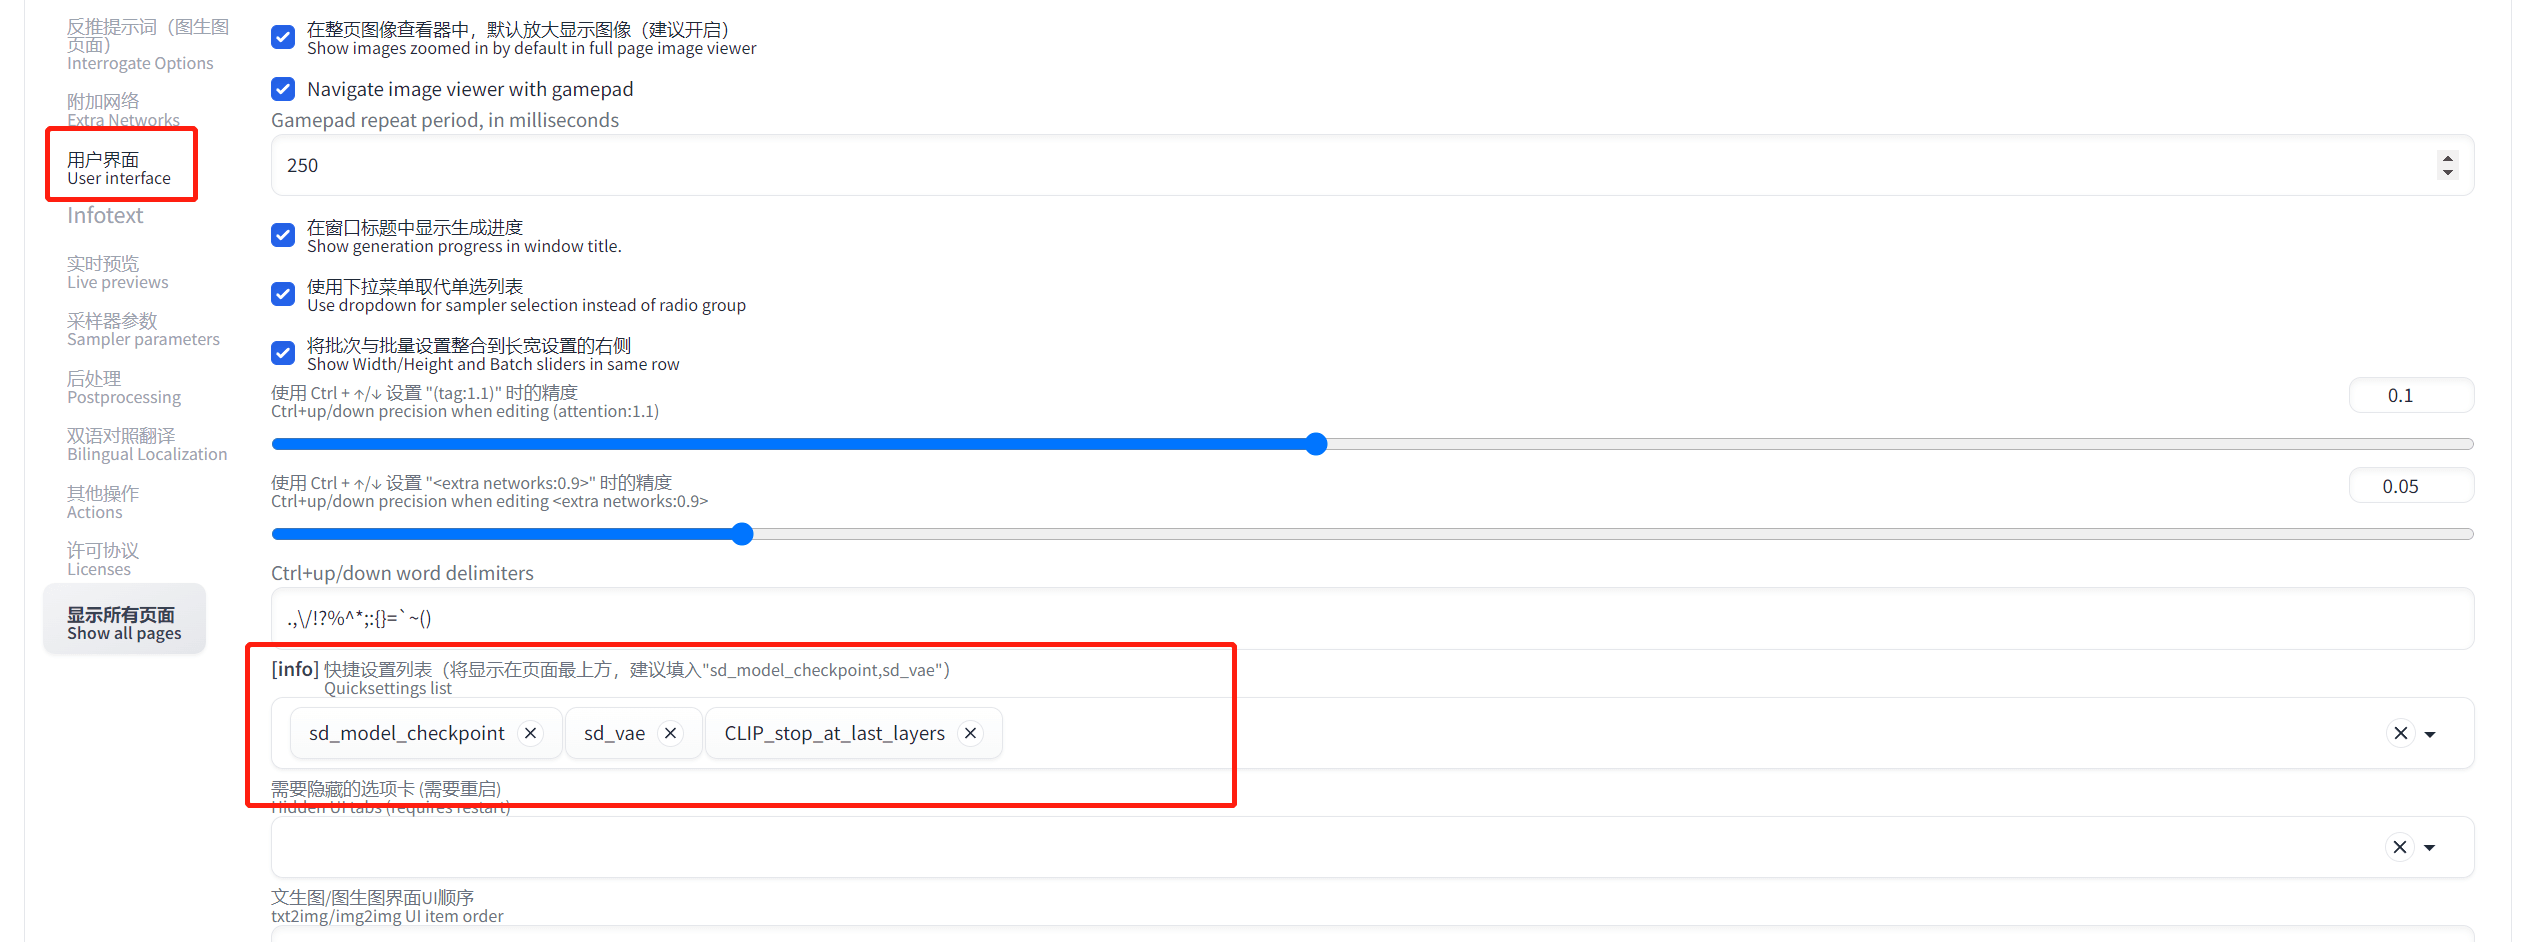 反推提示词（图生图
页面）
Interrogate Options
附加网络
Extra Networks
用户界面
User interface
Infotext
实时预览
Live previews
采样器参数
Sampler parameters
后处理
Postprocessing
双语对照翻译
Bilingual Localization
其他操作
Actions
许可协议
Licenses
显示所有页面
Show all pages
在整页图像查看器中，默认放大显示图像（建议开启）
Show images zoomed in by default in full page image viewer
Navigate image viewer with gamepad
Gamepad repeat period, in milliseconds
250
在窗口标题中显示生成进度
Show generation progress in window title.
使用下拉菜单取代单选列表
Use dropdown for sampler selection instead of radio group
将批次与批量设置整合到长宽设置的右侧
Show Width/Height and Batch sliders in same row
使用 Ctrl + ↑/↓ 设置 "(tag:1.1)" 时的精度
Ctrl+up/down precision when editing (attention:1.1)
0.1
使用 Ctrl + ↑/↓ 设置 "<extra networks:0.9>" 时的精度
Ctrl+up/down precision when editing <extra networks:0.9>
0.05
Ctrl+up/down word delimiters
.,\/!?%^*;:{}=`~()
[info] 快捷设置列表（将显示在页面最上方，建议填入"sd_model_checkpoint,sd_vae"）
Quicksettings list
sd_model_checkpoint × sd_vae × CLIP_stop_at_last_layers ×
需要隐藏的选项卡 (需要重启)
Hidden UI tabs (requires restart)
文生图/图生图界面UI顺序
txt2img/img2img UI item order